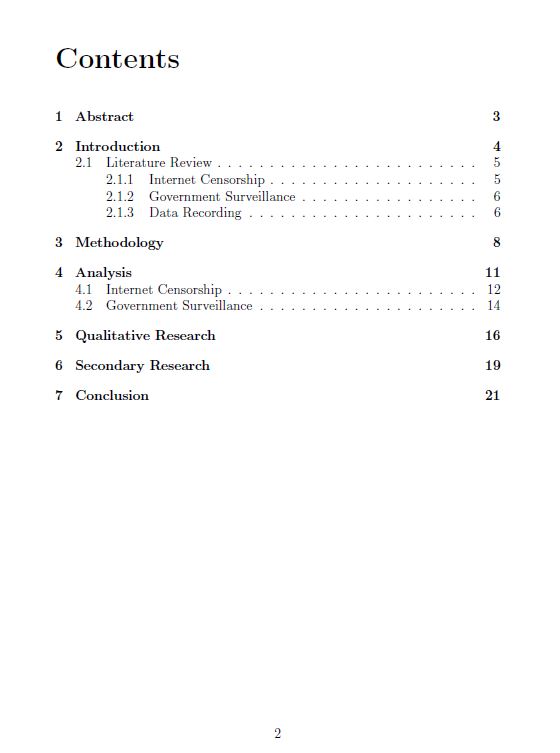 Contents
1 Abstract 3
2 Introduction 4
2.1 Literature Review . . . . . . . . . . . . . . . . . . . . . . . . . 5
2.1.1 Internet Censorship . . . . . . . . . . . . . . . . . . . . 5
2.1.2 Government Surveillance . . . . . . . . . . . . . . . . . 6
2.1.3 Data Recording . . . . . . . . . . . . . . . . . . . . . . 6
3 Methodology 8
4 Analysis 11
4.1 Internet Censorship . . . . . . . . . . . . . . . . . . . . . . . . 12
4.2 Government Surveillance . . . . . . . . . . . . . . . . . . . . . 14
5 Qualitative Research 16
6 Secondary Research 19
7 Conclusion 21
2